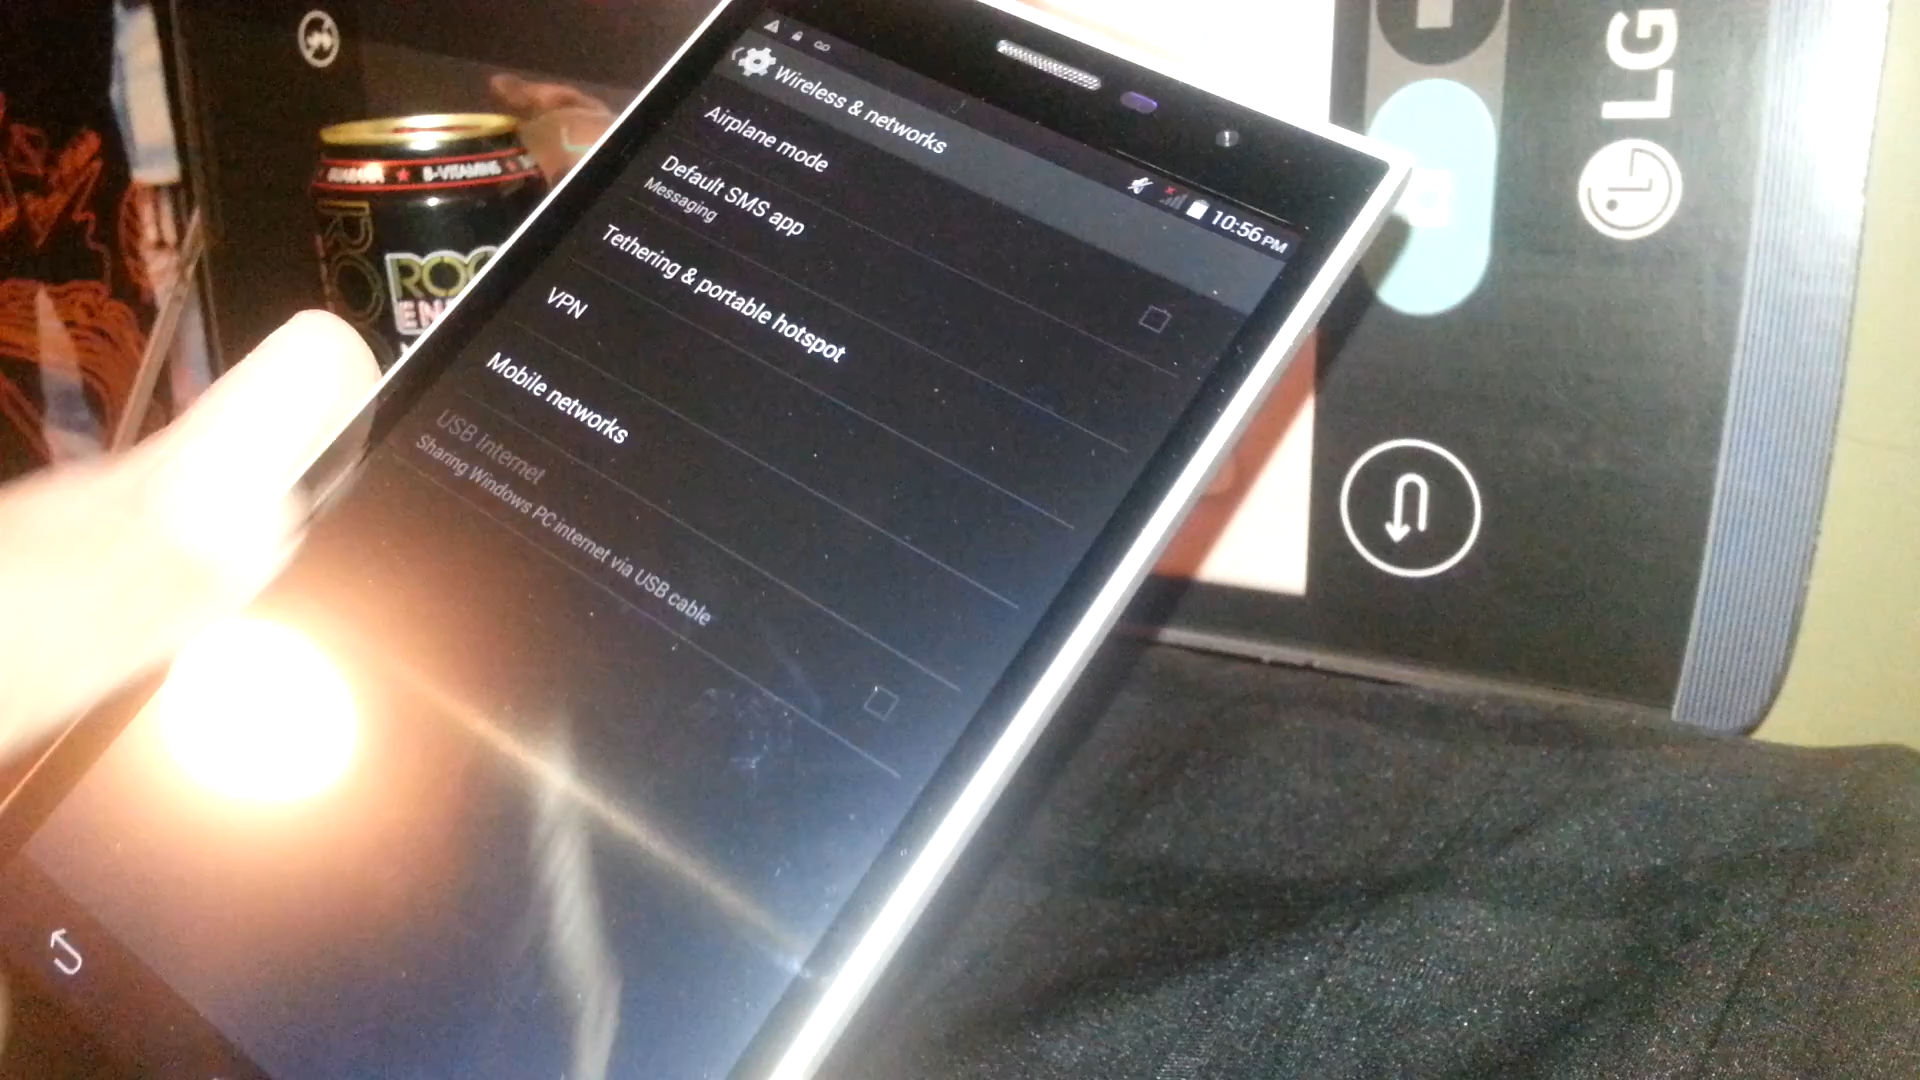 Wireless & networks
10:56 PM
Airplane mode
Default SMS app
Messaging
Tethering & portable hotspot
VPN
Mobile networks
USB Internet
Sharing Windows PC internet via USB cable
B-VITAMINS
LG